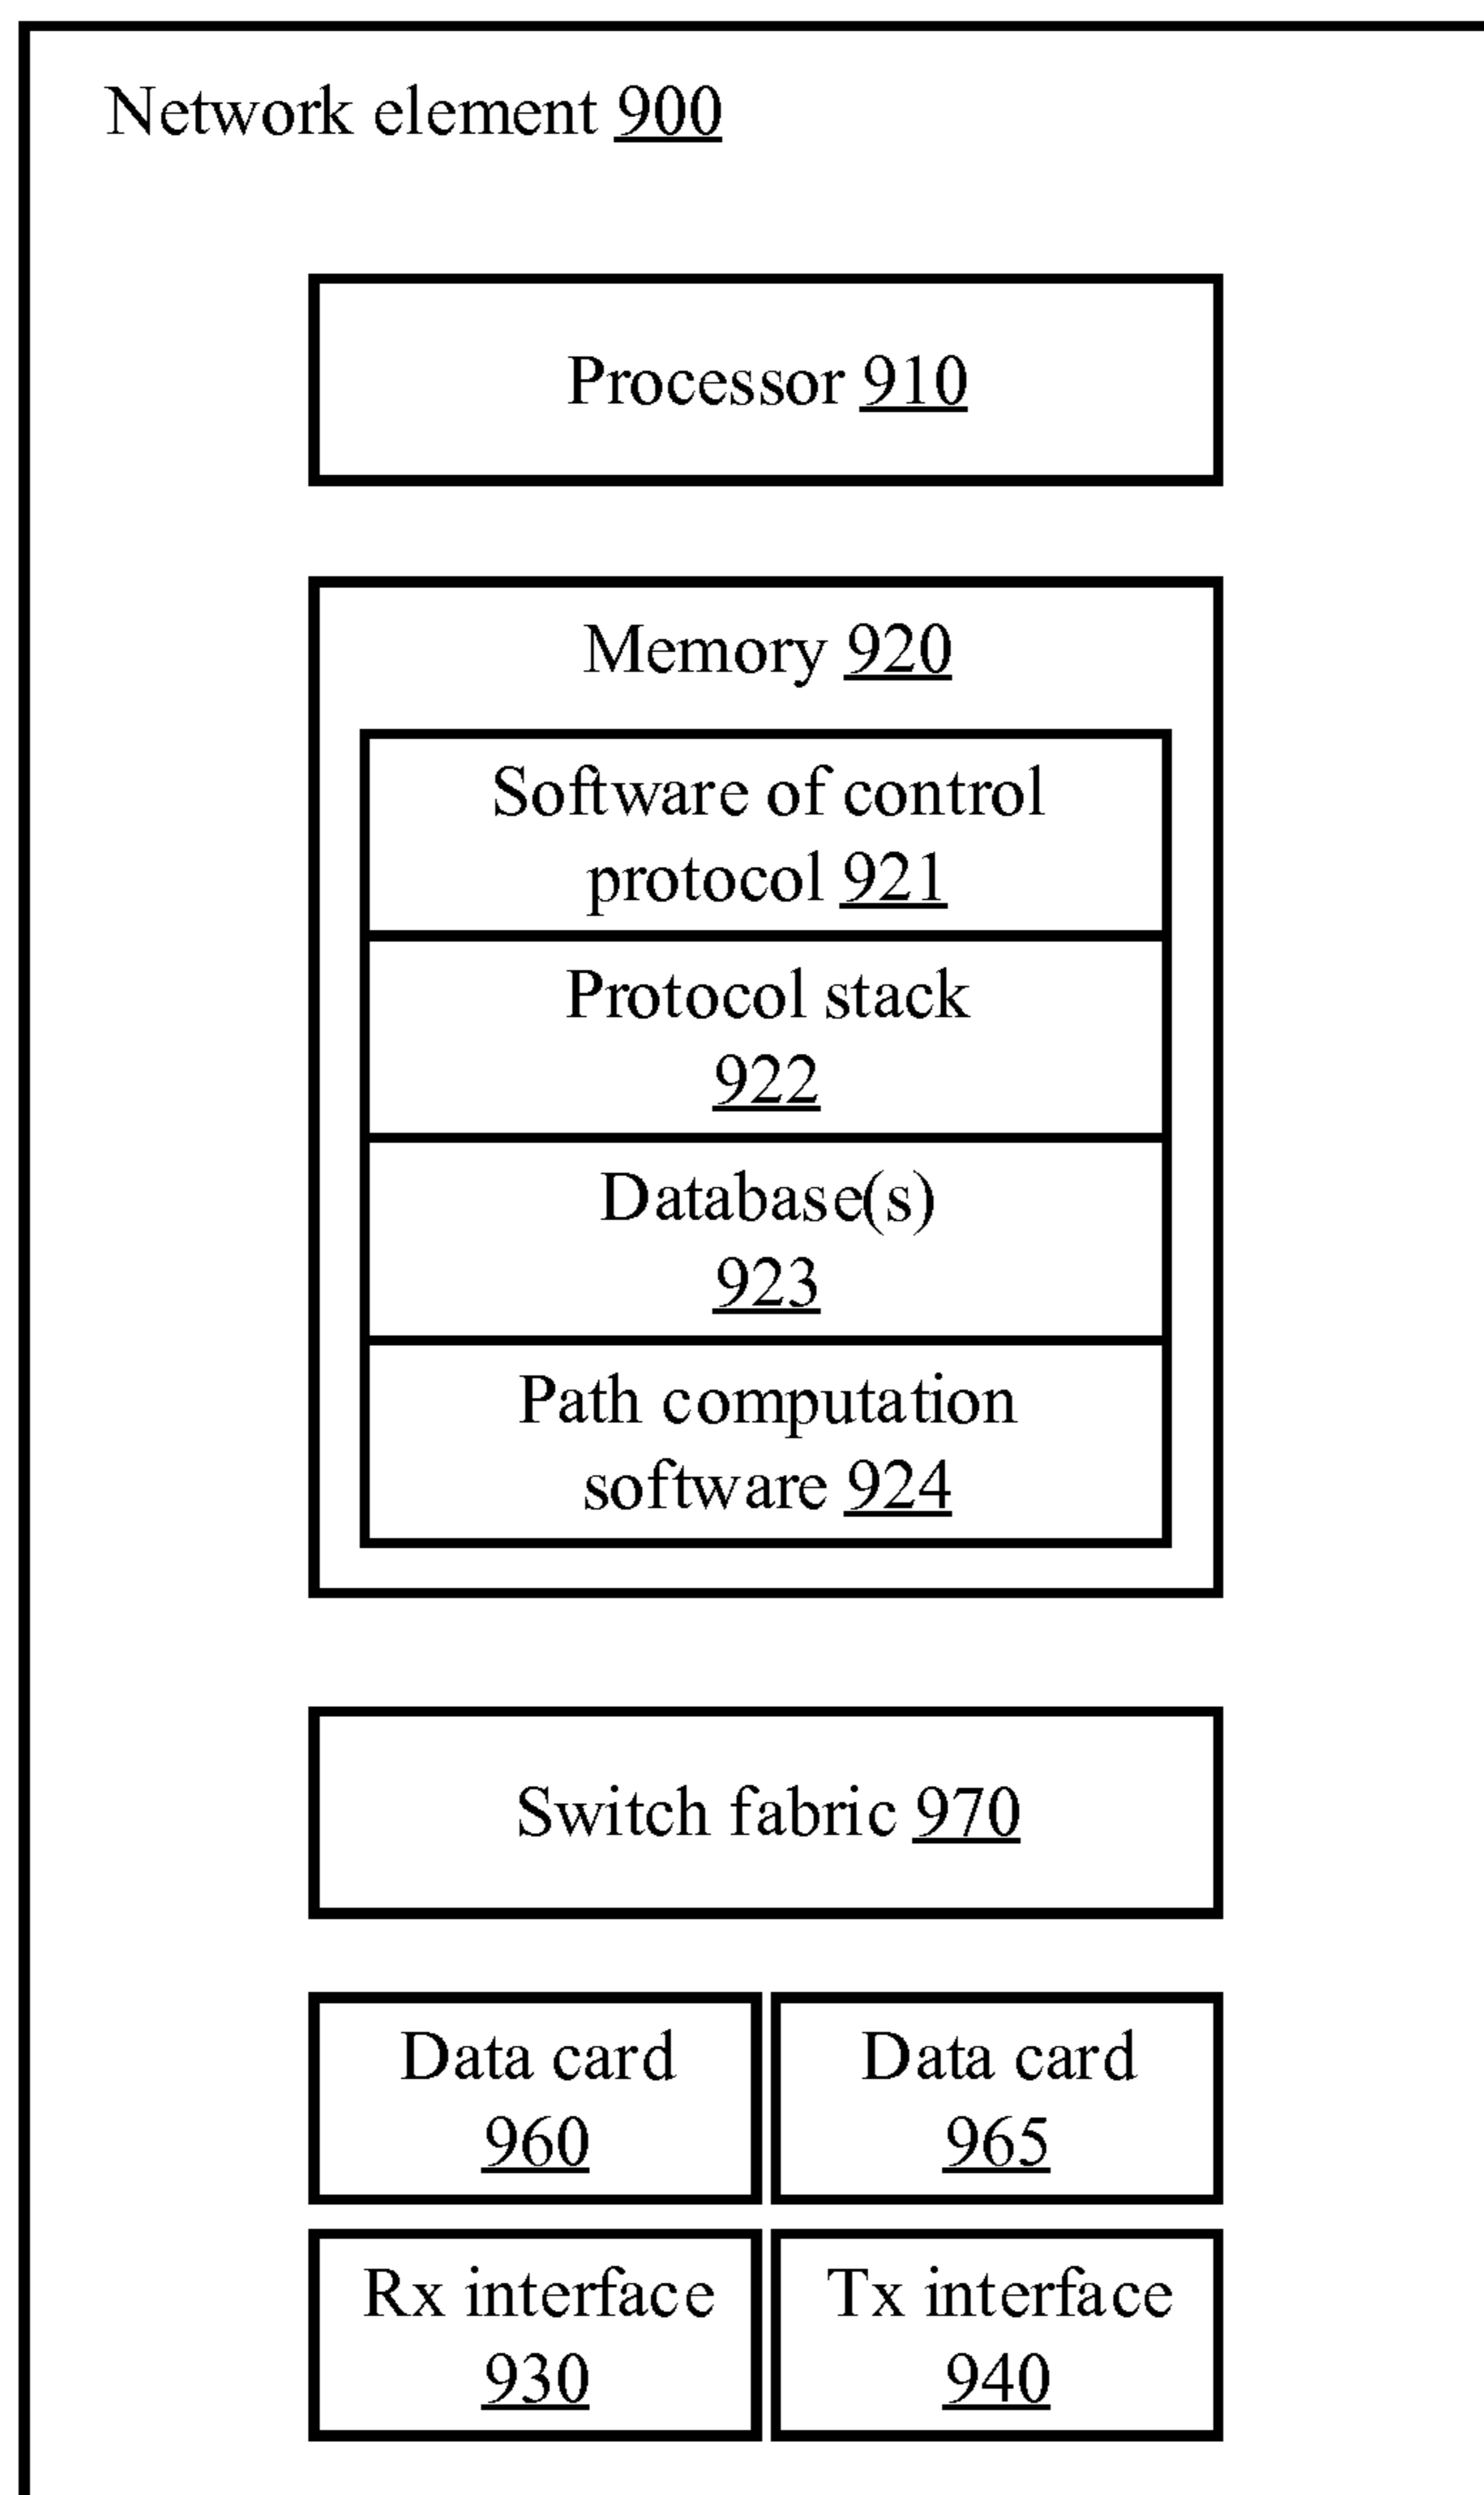 Network element 900
Processor 910
Memory 920
Software of control
protocol 921
Protocol stack
922
Database(s)
923
Path computation
software 924
Switch fabric 970
Data card
960
Data card
965
Rx interface
930
Tx interface
940